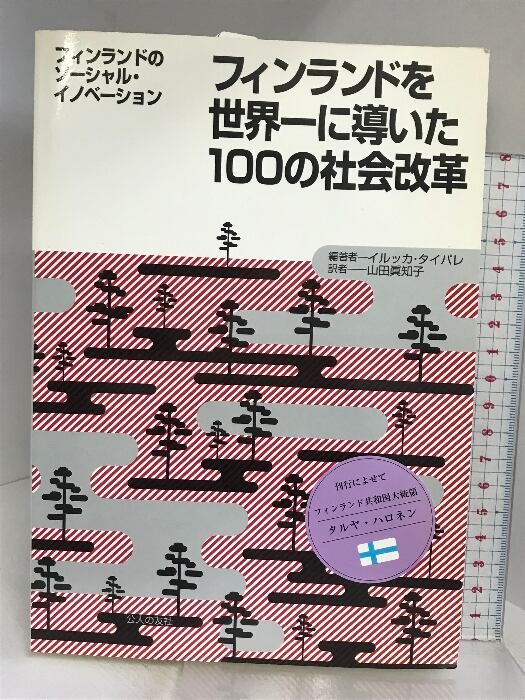 フィンランドの
ソーシャル・
イノベーション
フィンランドを
世界一に導いた
100の社会改革
編著者―イルッカ・タイパレ
訳者――山田眞知子
刊行によせて
フィンランド共和国大統領
タルヤ・ハロネン
公人の友社